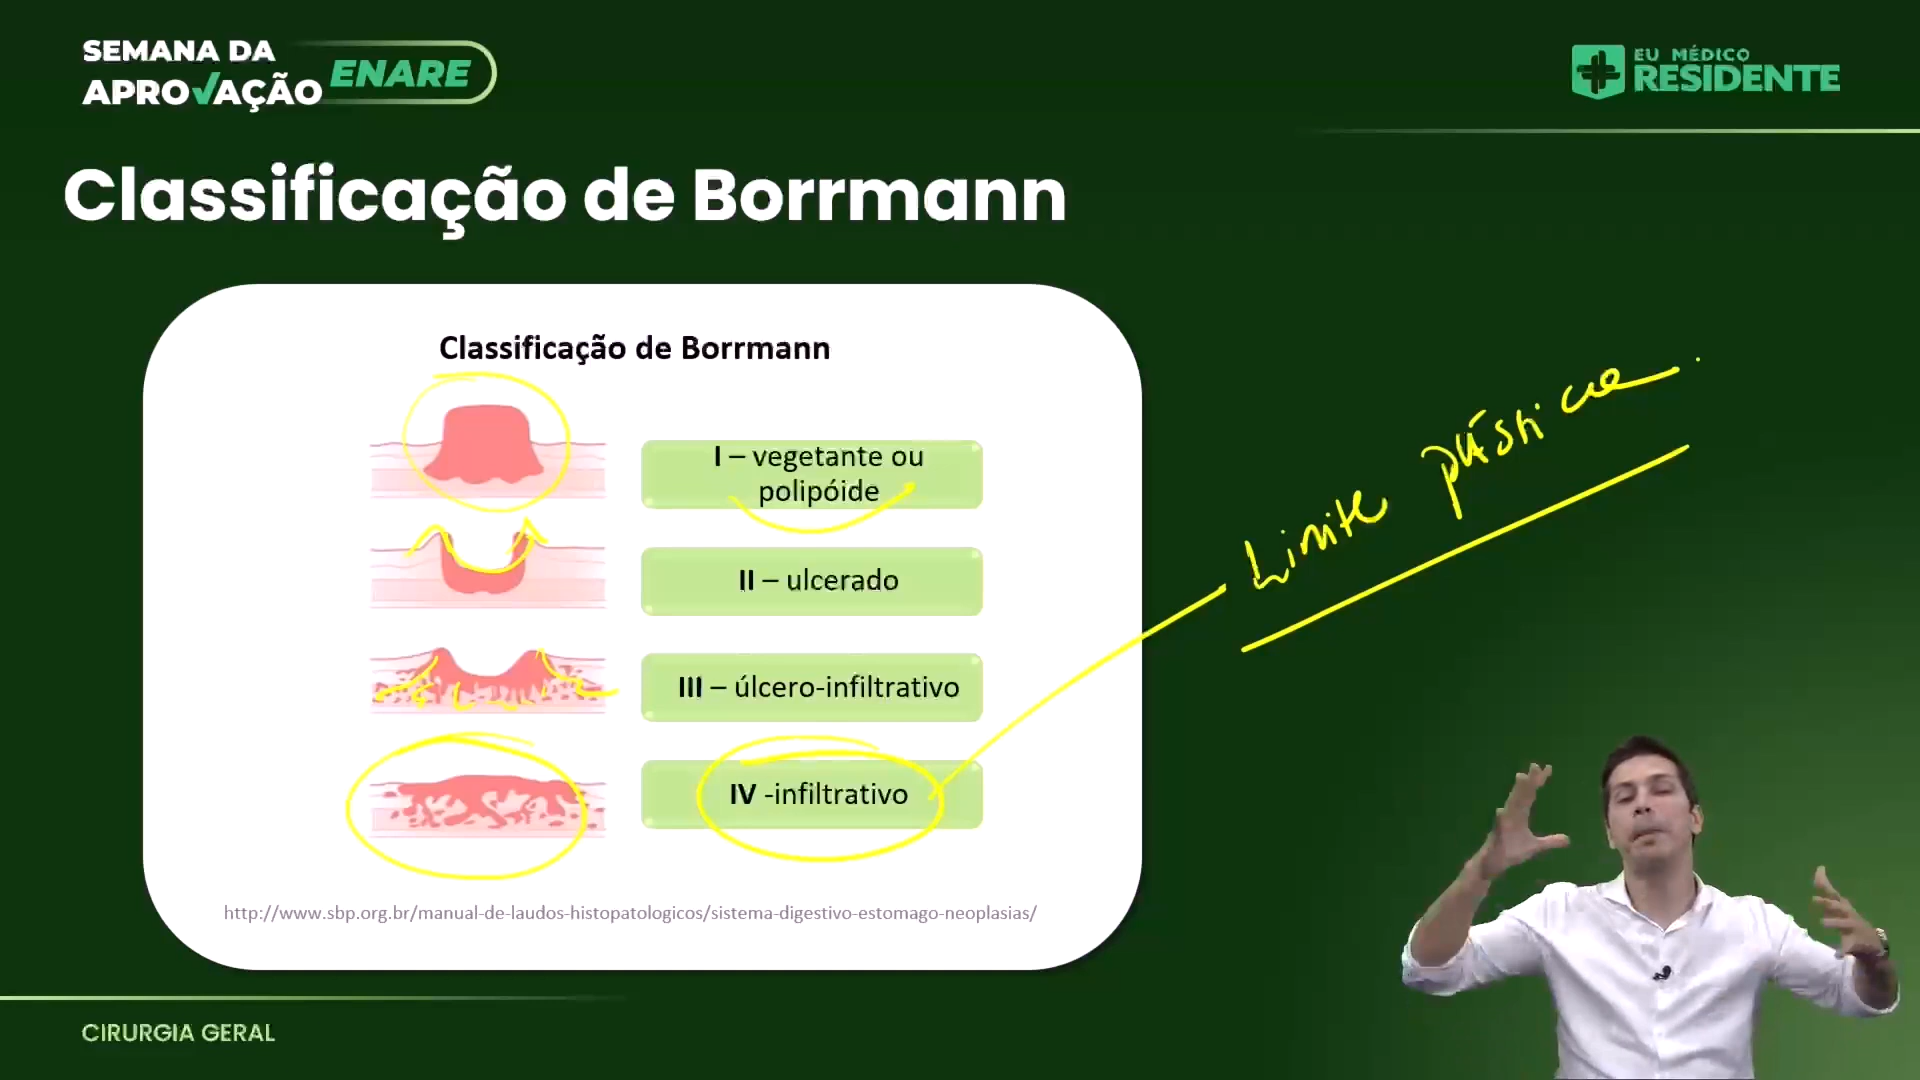 SEMANA DA
APROVAÇÃO ENARE
EU MÉDICO
RESIDENTE
Classificação de Borrmann
Classificação de Borrmann
I – vegetante ou
polipóide
II – ulcerado
III – úlcero-infiltrativo
IV -infiltrativo
Linite plástica
http://www.sbp.org.br/manual-de-laudos-histopatologicos/sistema-digestivo-estomago-neoplasias/
CIRURGIA GERAL